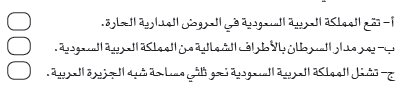 أ- تقع المملكة العربية السعودية في العروض المدارية الحارة.
ب- يمر مدار السرطان بالأطراف الشمالية من المملكة العربية السعودية.
ج- تشغل المملكة العربية السعودية نحو ثلثي مساحة شبه الجزيرة العربية.